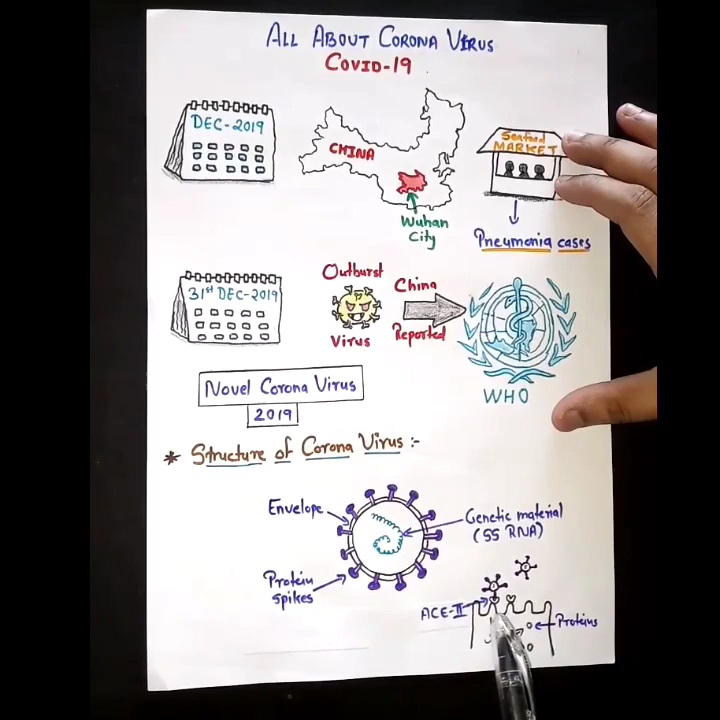 ALL ABOUT CORONA VIRUS
COVID-19
DEC-2019
CHINA
Wuhan
City
Seafood
MARKET
Pneumonia cases
31st DEC-2019
Outburst
Virus
China
Reported
WHO
Novel Corona Virus
2019
* Structure of Corona Virus :-
Envelope
Genetic material
(SS RNA)
Protein
spikes
ACE-II
Proteins